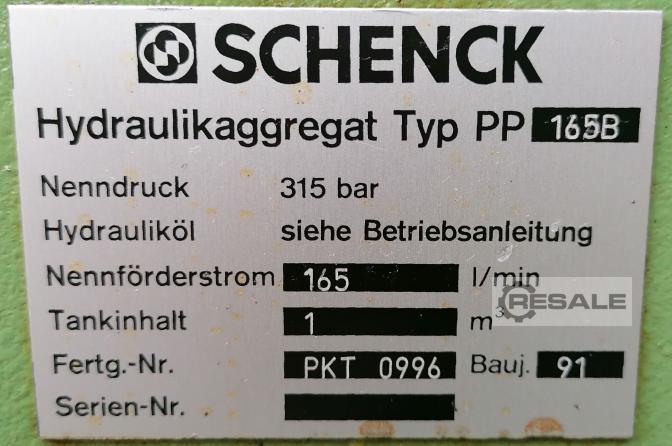 SCHENCK
Hydraulikaggregat Typ PP 165B
Nenndruck 315 bar
Hydrauliköl siehe Betriebsanleitung
Nennförderstrom 165 l/min
RESALE
Tankinhalt 1 m³
Fertg.-Nr. PKT 0996 Bauj. 91
Serien-Nr.